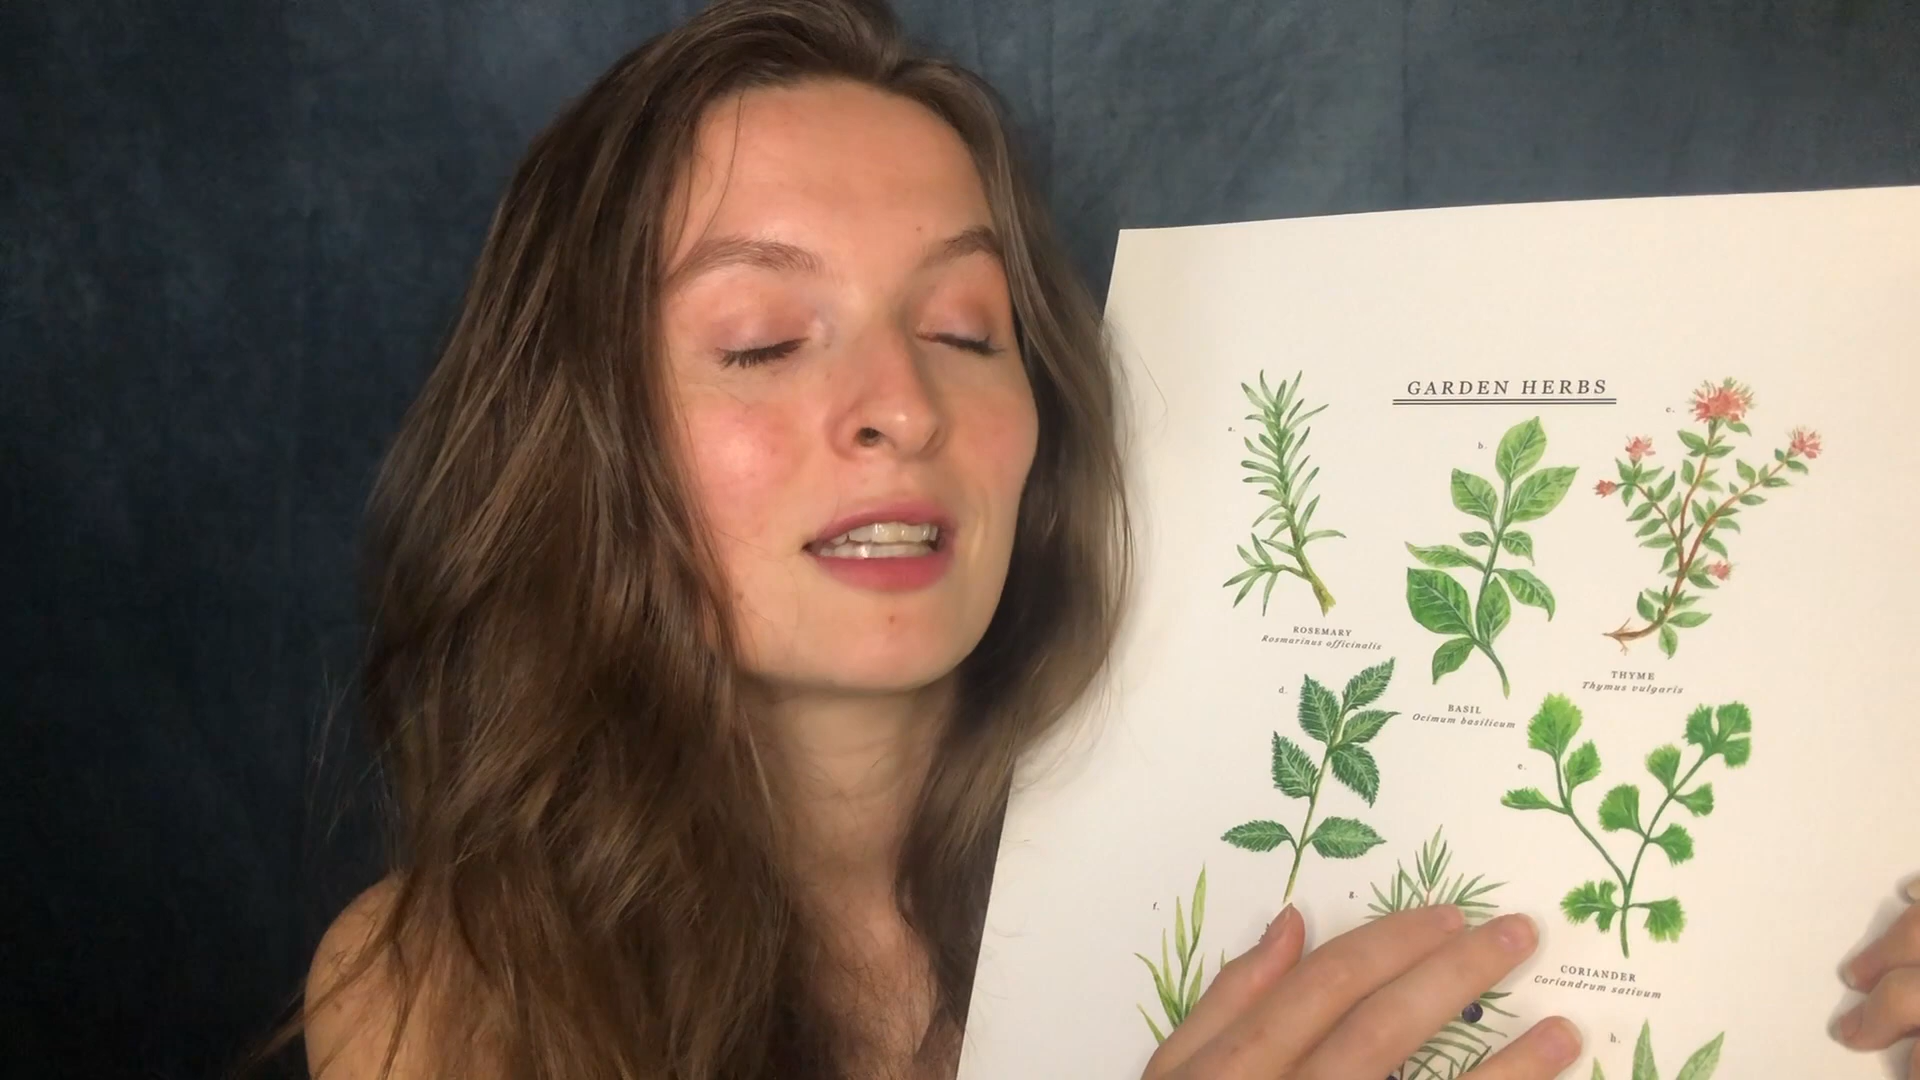 GARDEN HERBS
a.
b.
c.
ROSEMARY
Rosmarinus officinalis
THYME
Thymus vulgaris
BASIL
Ocimum basilicum
d.
e.
f.
g.
CORIANDER
Coriandrum sativum
h.